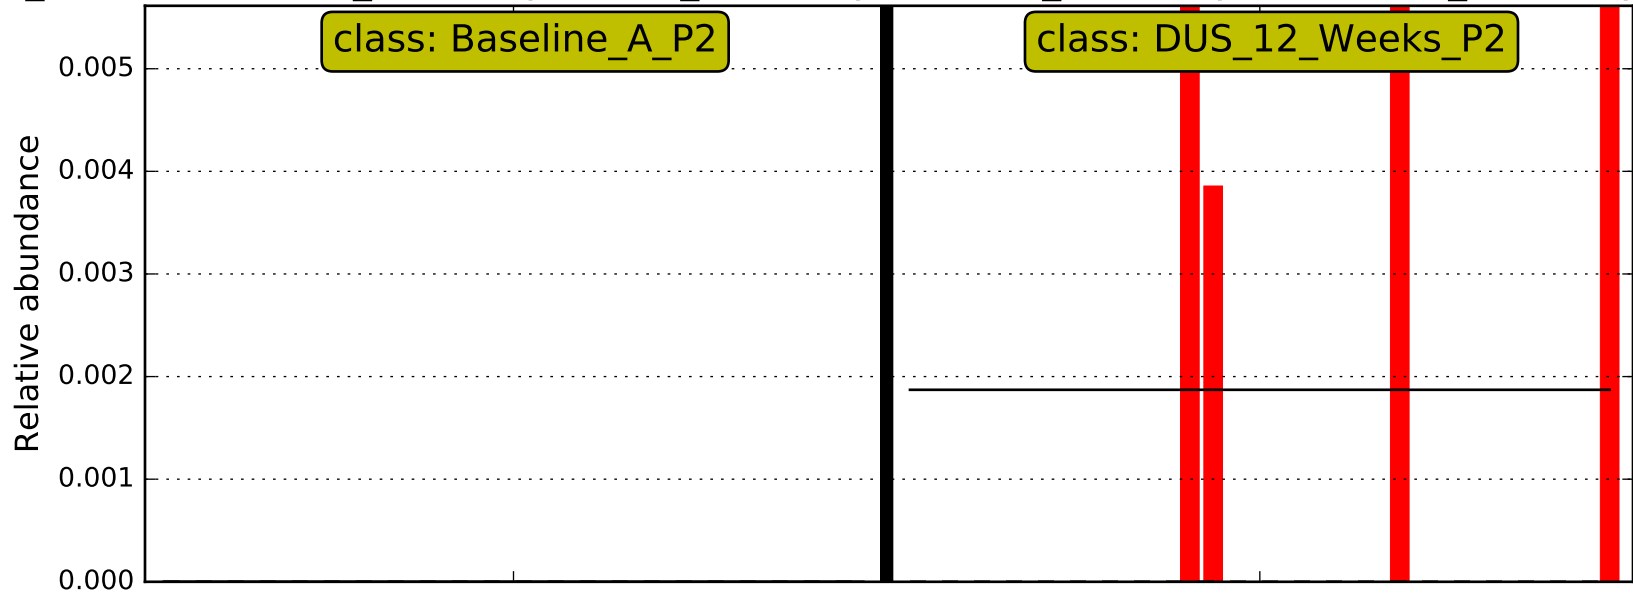 class: Baseline_A_P2
class: DUS_12_Weeks_P2
Relative abundance
0.005
0.004
0.003
0.002
0.001
0.000